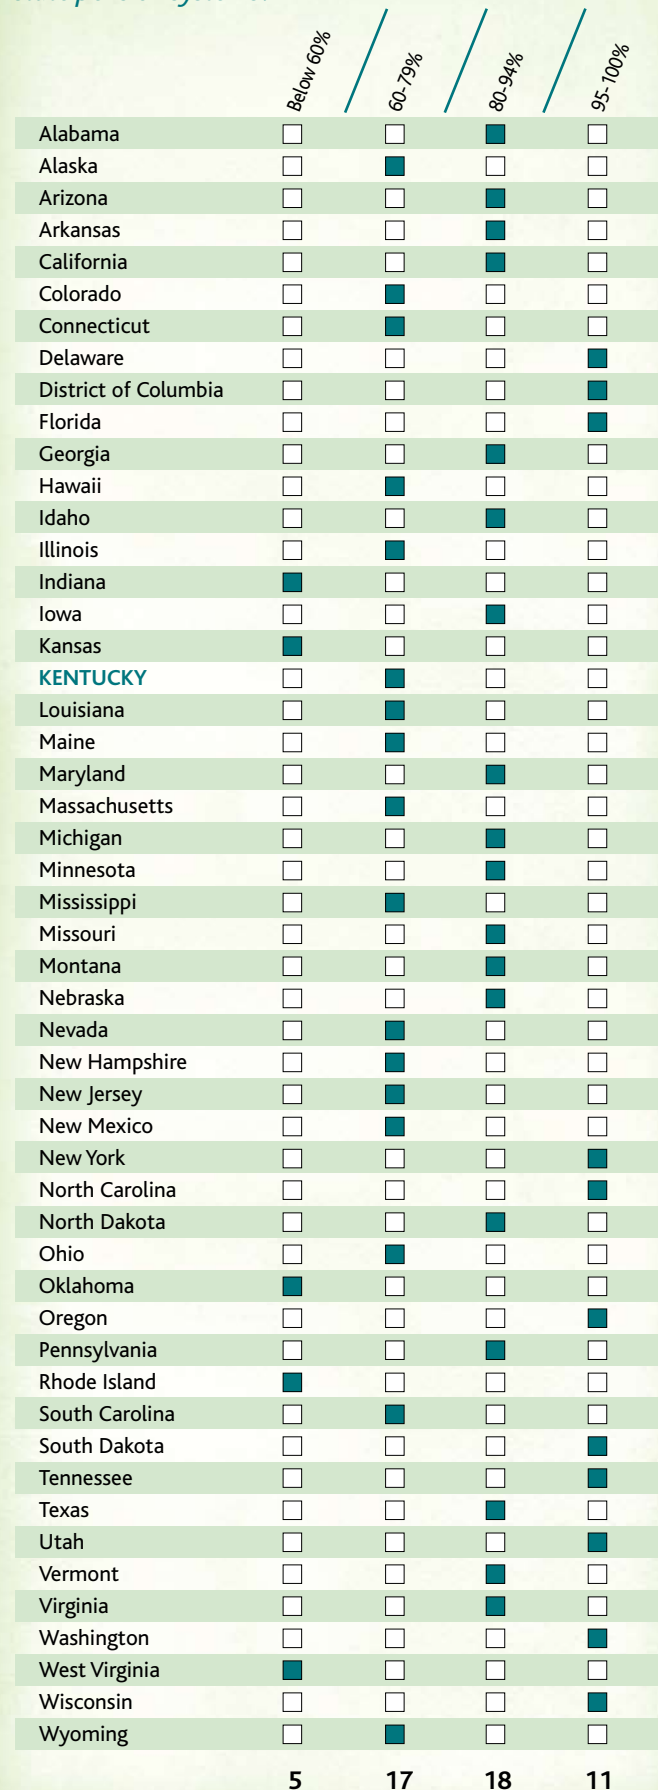 Below 60%
60-79%
80-94%
95-100%
Alabama
Alaska
Arizona
Arkansas
California
Colorado
Connecticut
Delaware
District of Columbia
Florida
Georgia
Hawaii
Idaho
Illinois
Indiana
Iowa
Kansas
KENTUCKY
Louisiana
Maine
Maryland
Massachusetts
Michigan
Minnesota
Mississippi
Missouri
Montana
Nebraska
Nevada
New Hampshire
New Jersey
New Mexico
New York
North Carolina
North Dakota
Ohio
Oklahoma
Oregon
Pennsylvania
Rhode Island
South Carolina
South Dakota
Tennessee
Texas
Utah
Vermont
Virginia
Washington
West Virginia
Wisconsin
Wyoming
5 17 18 11